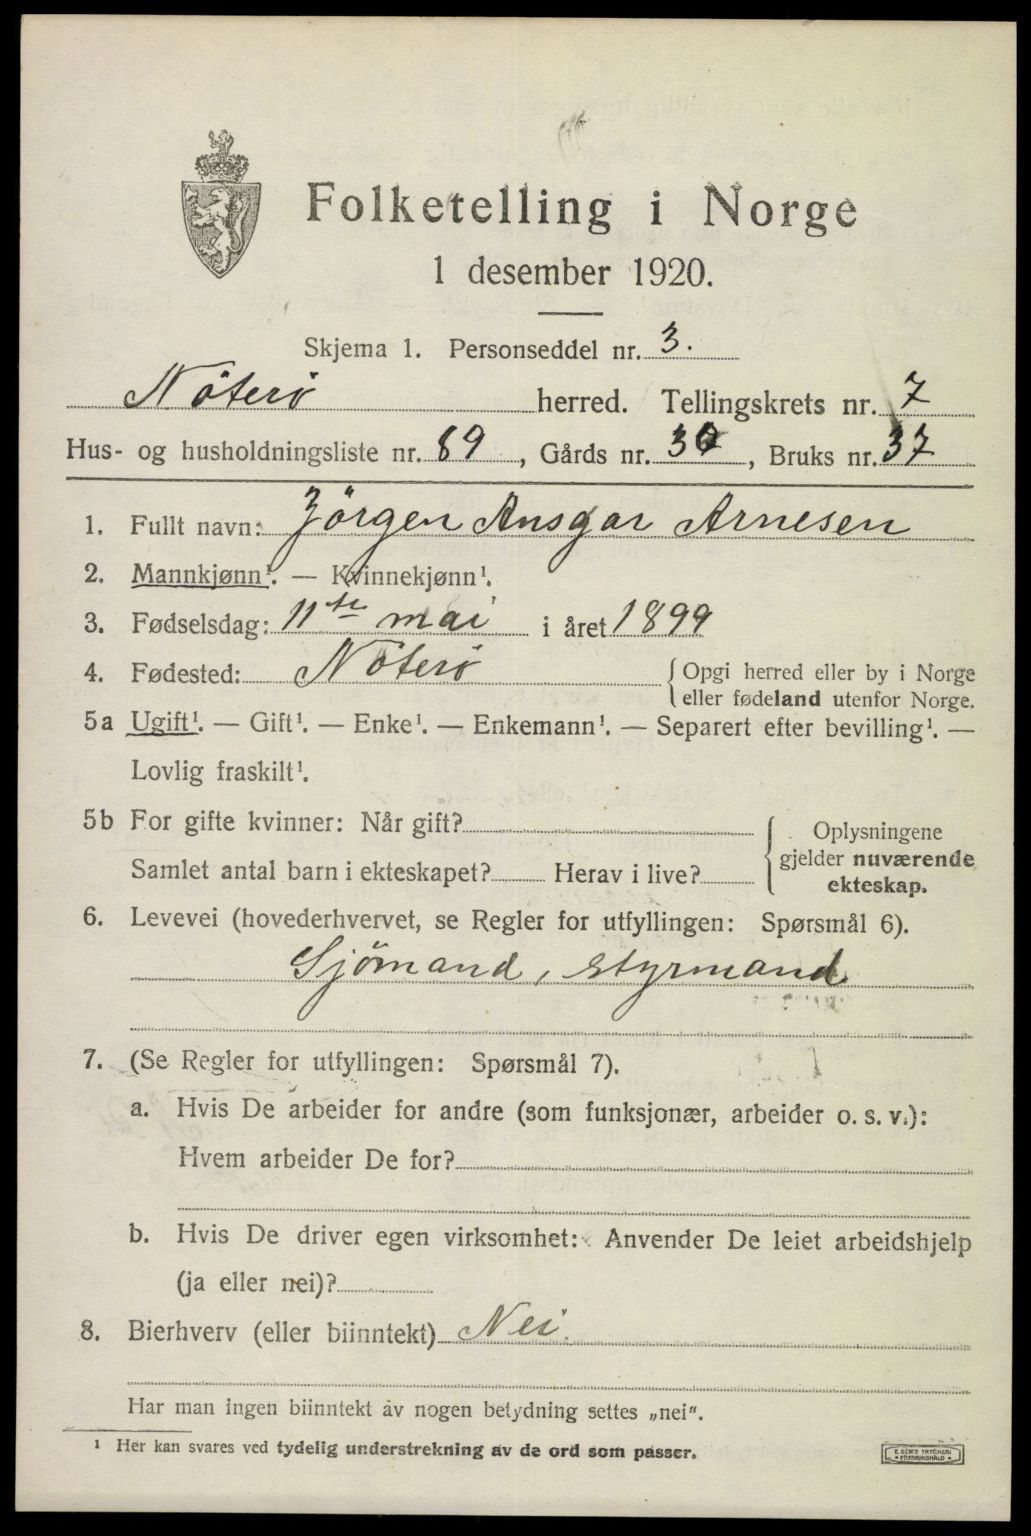 Folketelling i Norge
1 desember 1920.
Skjema 1. Personseddel nr. 3.
Nöterö herred. Tellingskrets nr. 7
Hus- og husholdningsliste nr. 89, Gårds nr. 30, Bruks nr. 37
1. Fullt navn: Jörgen Ansgar Arnesen
2. Mannkjønn¹. — Kvinnekjønn¹.
3. Fødselsdag: 11te mai i året 1899
4. Fødested: Nöterö {Opgi herred eller by i Norge
eller fødeland utenfor Norge.
5a Ugift¹. — Gift¹. — Enke¹. — Enkemann¹. — Separert efter bevilling¹. —
Lovlig fraskilt¹.
5b For gifte kvinner: Når gift?
Samlet antal barn i ekteskapet? Herav i live?
Oplysningene
gjelder nuværende
ekteskap.
6. Levevei (hovederhvervet, se Regler for utfyllingen: Spørsmål 6).
Sjömand, styrmand
7. (Se Regler for utfyllingen: Spørsmål 7).
a. Hvis De arbeider for andre (som funksjonær, arbeider o. s. v.):
Hvem arbeider De for?
b. Hvis De driver egen virksomhet: Anvender De leiet arbeidshjelp
(ja eller nei)?
8. Bierhverv (eller biinntekt) Nei.
Har man ingen biinntekt av nogen betydning settes „nei“.
¹ Her kan svares ved tydelig understrekning av de ord som passer.
E. SEM'S TRYKKERI
FREDRIKSHALD